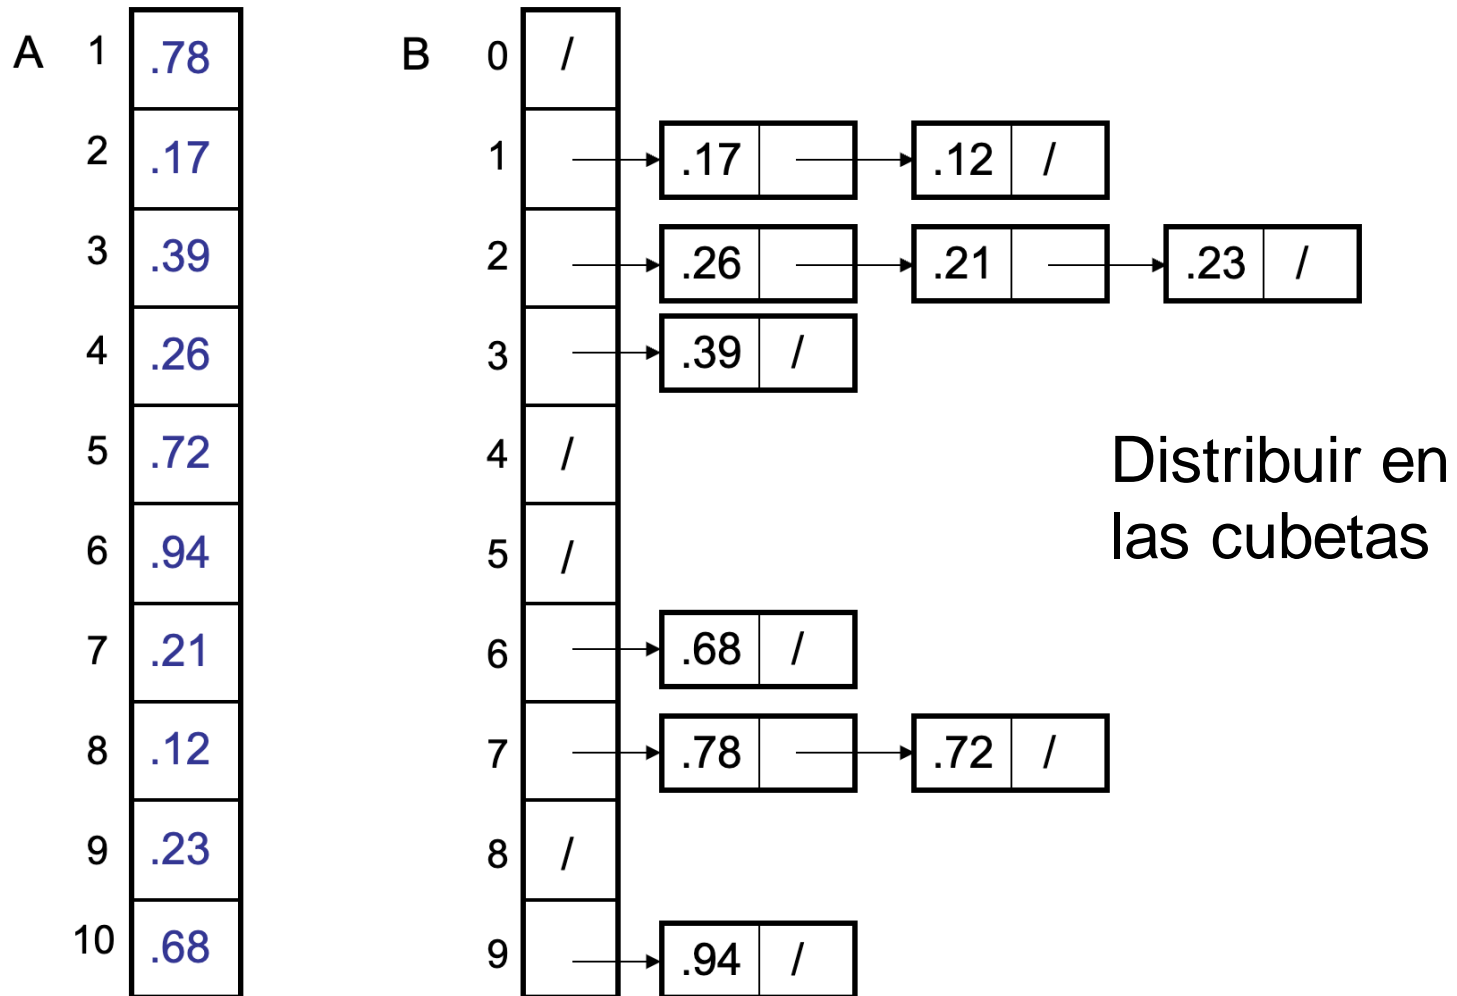 A 1 .78 B 0 /
2 .17 1 .17 .12 /
3 .39 2 .26 .21 .23 /
4 .26 3 .39 /
5 .72 4 /
Distribuir en
las cubetas
6 .94 5 /
7 .21 6 .68 /
8 .12 7 .78 .72 /
9 .23 8 /
10 .68 9 .94 /